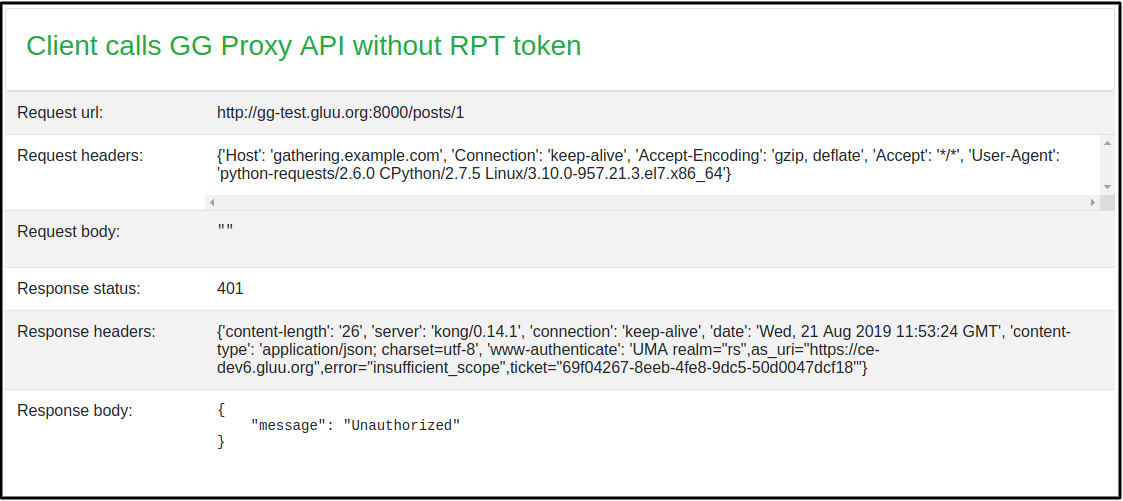 Client calls GG Proxy API without RPT token
Request url: http://gg-test.gluu.org:8000/posts/1
Request headers: {'Host': 'gathering.example.com', 'Connection': 'keep-alive', 'Accept-Encoding': 'gzip, deflate', 'Accept': '*/*', 'User-Agent':
'python-requests/2.6.0 CPython/2.7.5 Linux/3.10.0-957.21.3.el7.x86_64'}
Request body: ""
Response status: 401
Response headers: {'content-length': '26', 'server': 'kong/0.14.1', 'connection': 'keep-alive', 'date': 'Wed, 21 Aug 2019 11:53:24 GMT', 'content-
type': 'application/json; charset=utf-8', 'www-authenticate': 'UMA realm="rs",as_uri="https://ce-
dev6.gluu.org",error="insufficient_scope",ticket="69f04267-8eeb-4fe8-9dc5-50d0047dcf18"'}
Response body: {
"message": "Unauthorized"
}